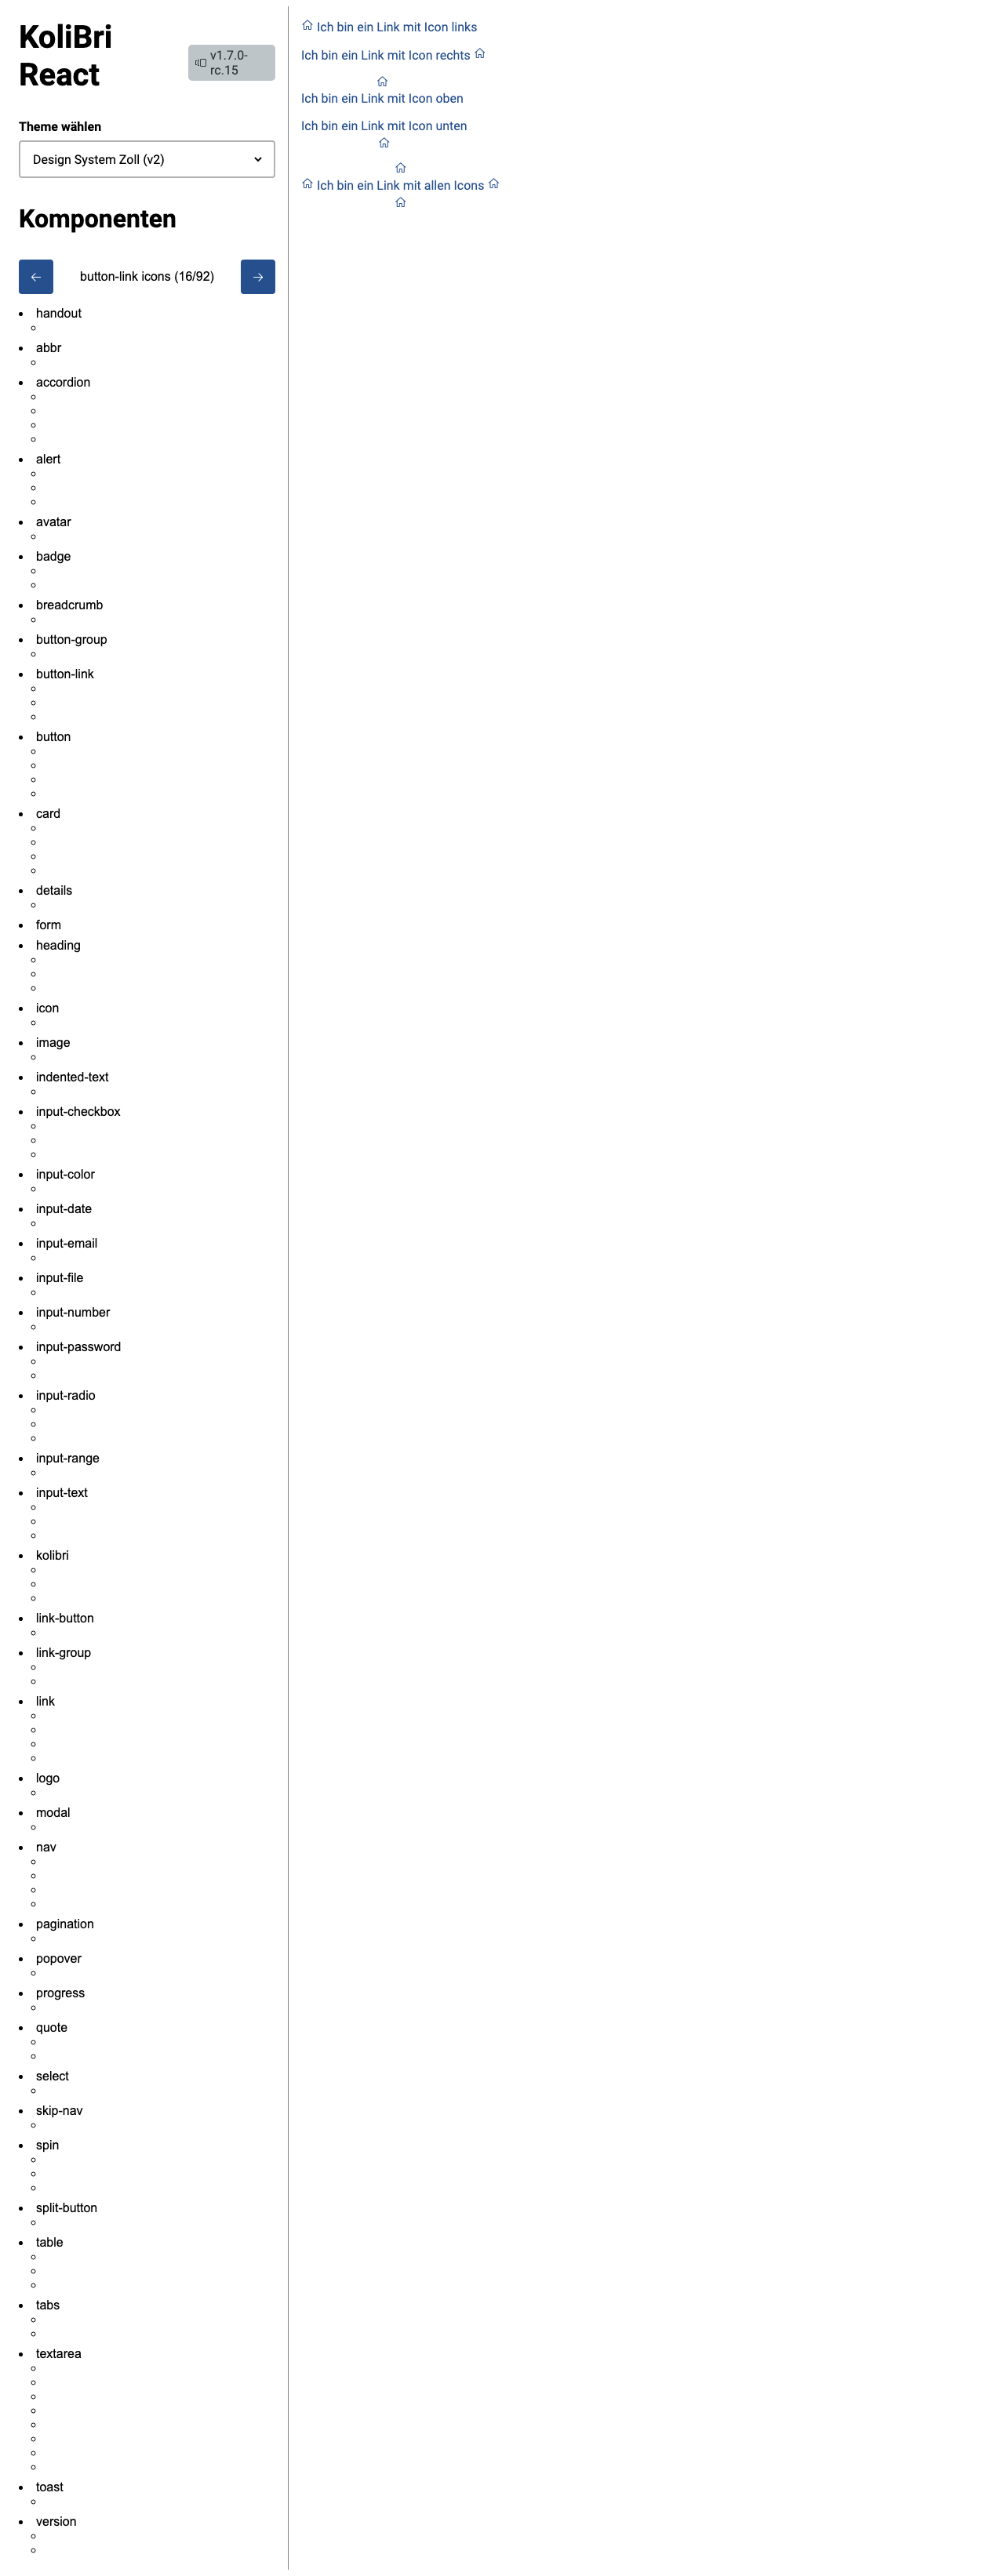 KoliBri
React
v1.7.0-
rc.15
Theme wählen
Design System Zoll (v2)
Komponenten
button-link icons (16/92)
handout
abbr
accordion
alert
avatar
badge
breadcrumb
button-group
button-link
button
card
details
form
heading
icon
image
indented-text
input-checkbox
input-color
input-date
input-email
input-file
input-number
input-password
input-radio
input-range
input-text
kolibri
link-button
link-group
link
logo
modal
nav
pagination
popover
progress
quote
select
skip-nav
spin
split-button
table
tabs
textarea
toast
version
Ich bin ein Link mit Icon links
Ich bin ein Link mit Icon rechts
Ich bin ein Link mit Icon oben
Ich bin ein Link mit Icon unten
Ich bin ein Link mit allen Icons